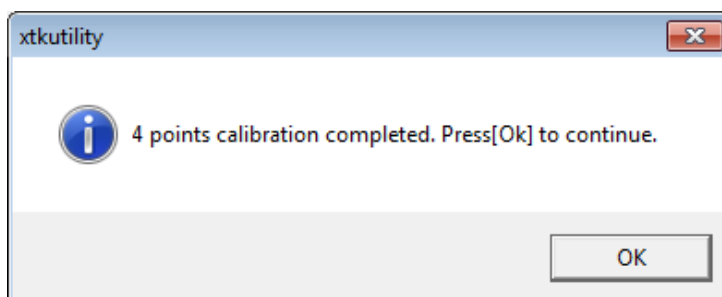 xtkutility
4 points calibration completed. Press[Ok] to continue.
OK